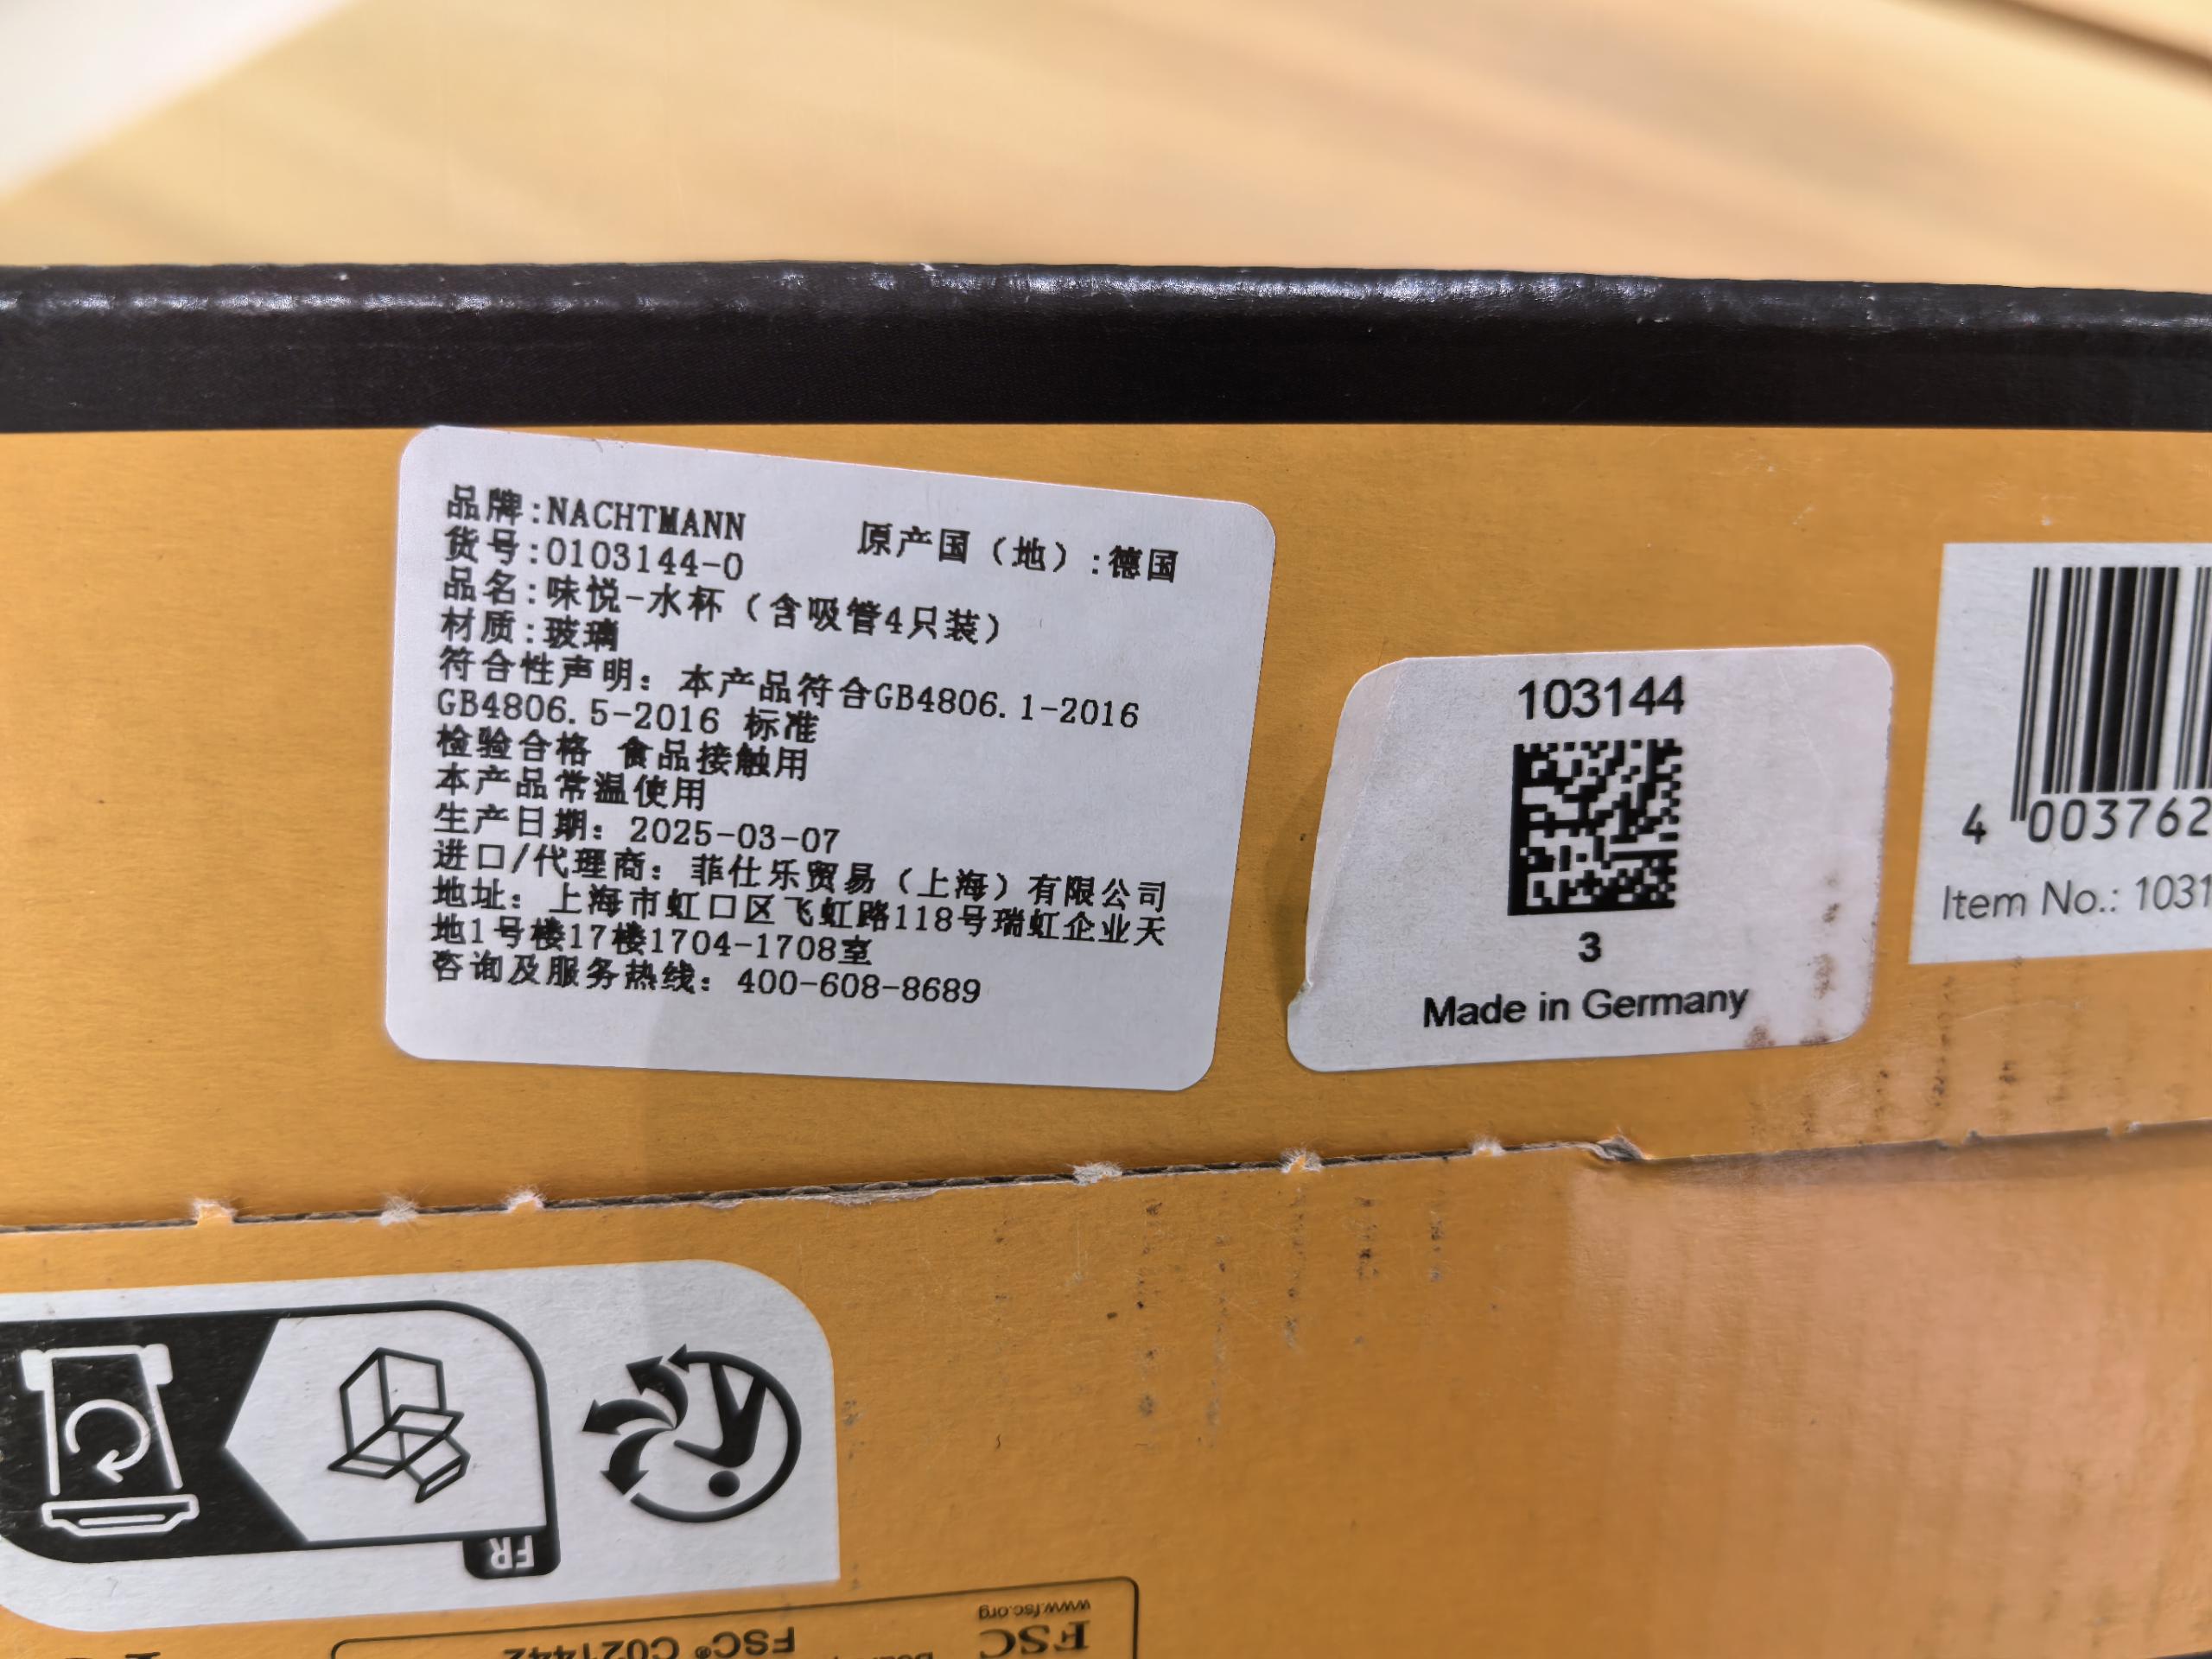 品牌:NACHTMANN 原产国（地）:德国
货号:0103144-0
品名:味悦-水杯（含吸管4只装）
材质:玻璃
符合性声明：本产品符合GB4806.1-2016
GB4806.5-2016 标准
检验合格 食品接触用
本产品常温使用
生产日期：2025-03-07
进口/代理商：菲仕乐贸易（上海）有限公司
地址：上海市虹口区飞虹路118号瑞虹企业天
地1号楼17楼1704-1708室
咨询及服务热线：400-608-8689
103144
3
Made in Germany
4 003762
Item No.: 1031
FR
www.fsc.org
FSC
FSC® C021442